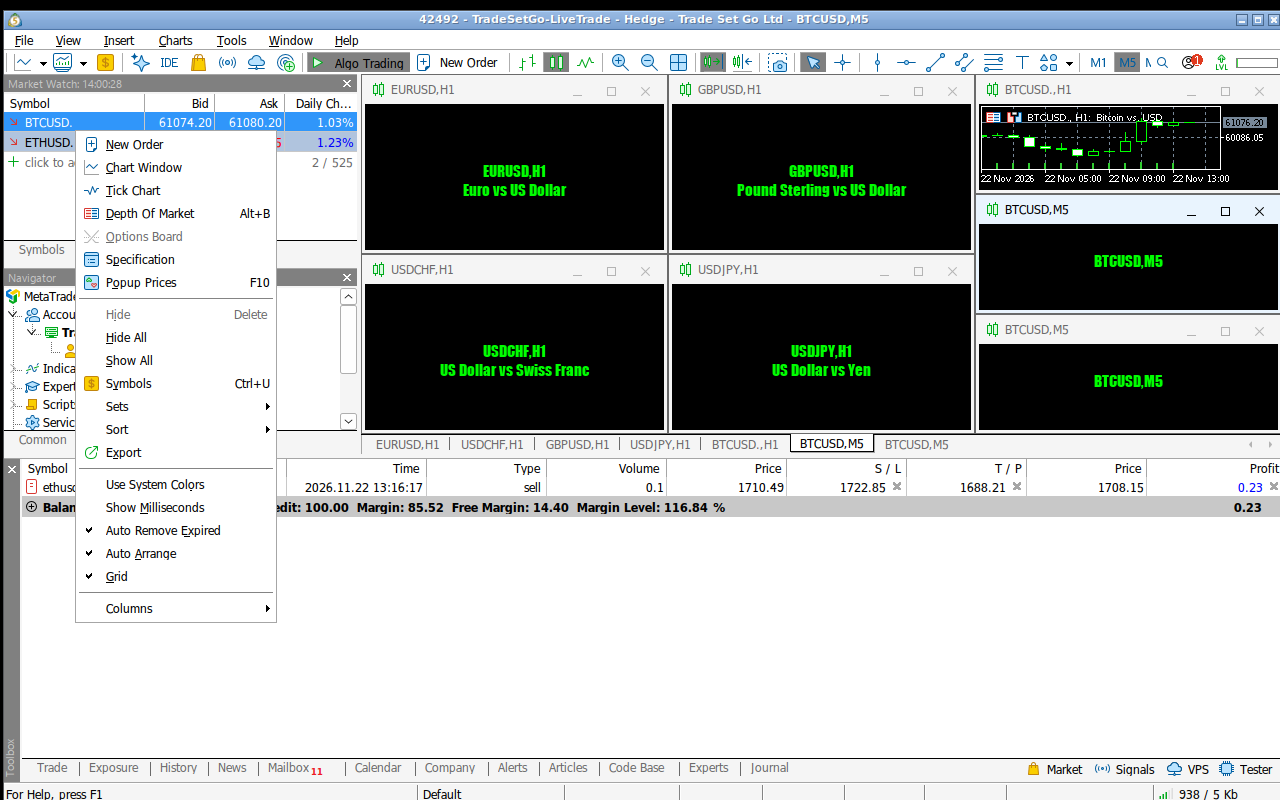 42492 - TradeSetGo-LiveTrade - Hedge - Trade Set Go Ltd - BTCUSD,M5
File View Insert Charts Tools Window Help
IDE Algo Trading New Order M1 M5 1
Market Watch: 14:00:28
Symbol Bid Ask Daily Ch...
BTCUSD. 61074.20 61080.20 1.03%
ETHUSD. 1.23%
click to 2 / 525
Symbols
New Order
Chart Window
Tick Chart
Depth Of Market Alt+B
Options Board
Specification
Popup Prices F10
Hide Delete
Hide All
Show All
Symbols Ctrl+U
Sets
Sort
Export
Use System Colors
Show Milliseconds
Auto Remove Expired
Auto Arrange
Grid
Columns
Navigator
Common
EURUSD,H1
EURUSD,H1
Euro vs US Dollar
GBPUSD,H1
GBPUSD,H1
Pound Sterling vs US Dollar
BTCUSD.,H1
BTCUSD., H1: Bitcoin vs. USD
61076.20
60086.05
22 Nov 2026 22 Nov 05:00 22 Nov 09:00 22 Nov 13:00
BTCUSD,M5
BTCUSD,M5
USDCHF,H1
USDCHF,H1
US Dollar vs Swiss Franc
USDJPY,H1
USDJPY,H1
US Dollar vs Yen
BTCUSD,M5
BTCUSD,M5
EURUSD,H1 USDCHF,H1 GBPUSD,H1 USDJPY,H1 BTCUSD.,H1 BTCUSD,M5 BTCUSD,M5
Symbol Time Type Volume Price S / L T / P Price Profit
2026.11.22 13:16:17 sell 0.1 1710.49 1722.85 1688.21 1708.15 0.23
100.00 Margin: 85.52 Free Margin: 14.40 Margin Level: 116.84 % 0.23
Toolbox
Trade Exposure History News Mailbox 11 Calendar Company Alerts Articles Code Base Experts Journal
Market Signals VPS Tester
For Help, press F1 Default 938 / 5 Kb